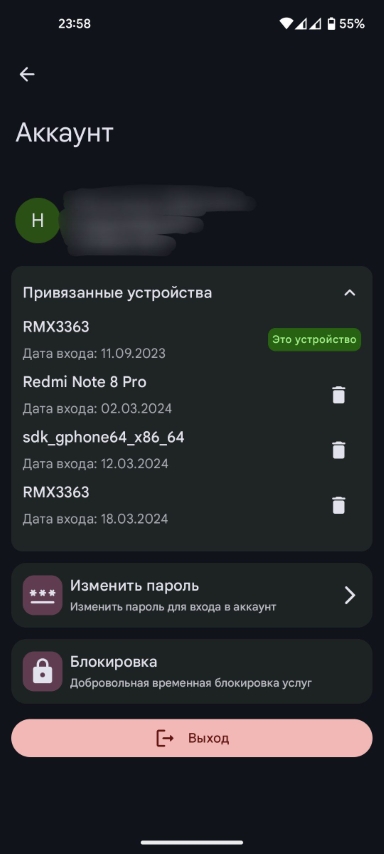 23:58
55%
Аккаунт
Н
Привязанные устройства
RMX3363
Дата входа: 11.09.2023
Это устройство
Redmi Note 8 Pro
Дата входа: 02.03.2024
sdk_gphone64_x86_64
Дата входа: 12.03.2024
RMX3363
Дата входа: 18.03.2024
***
Изменить пароль
Изменить пароль для входа в аккаунт
Блокировка
Добровольная временная блокировка услуг
Выход